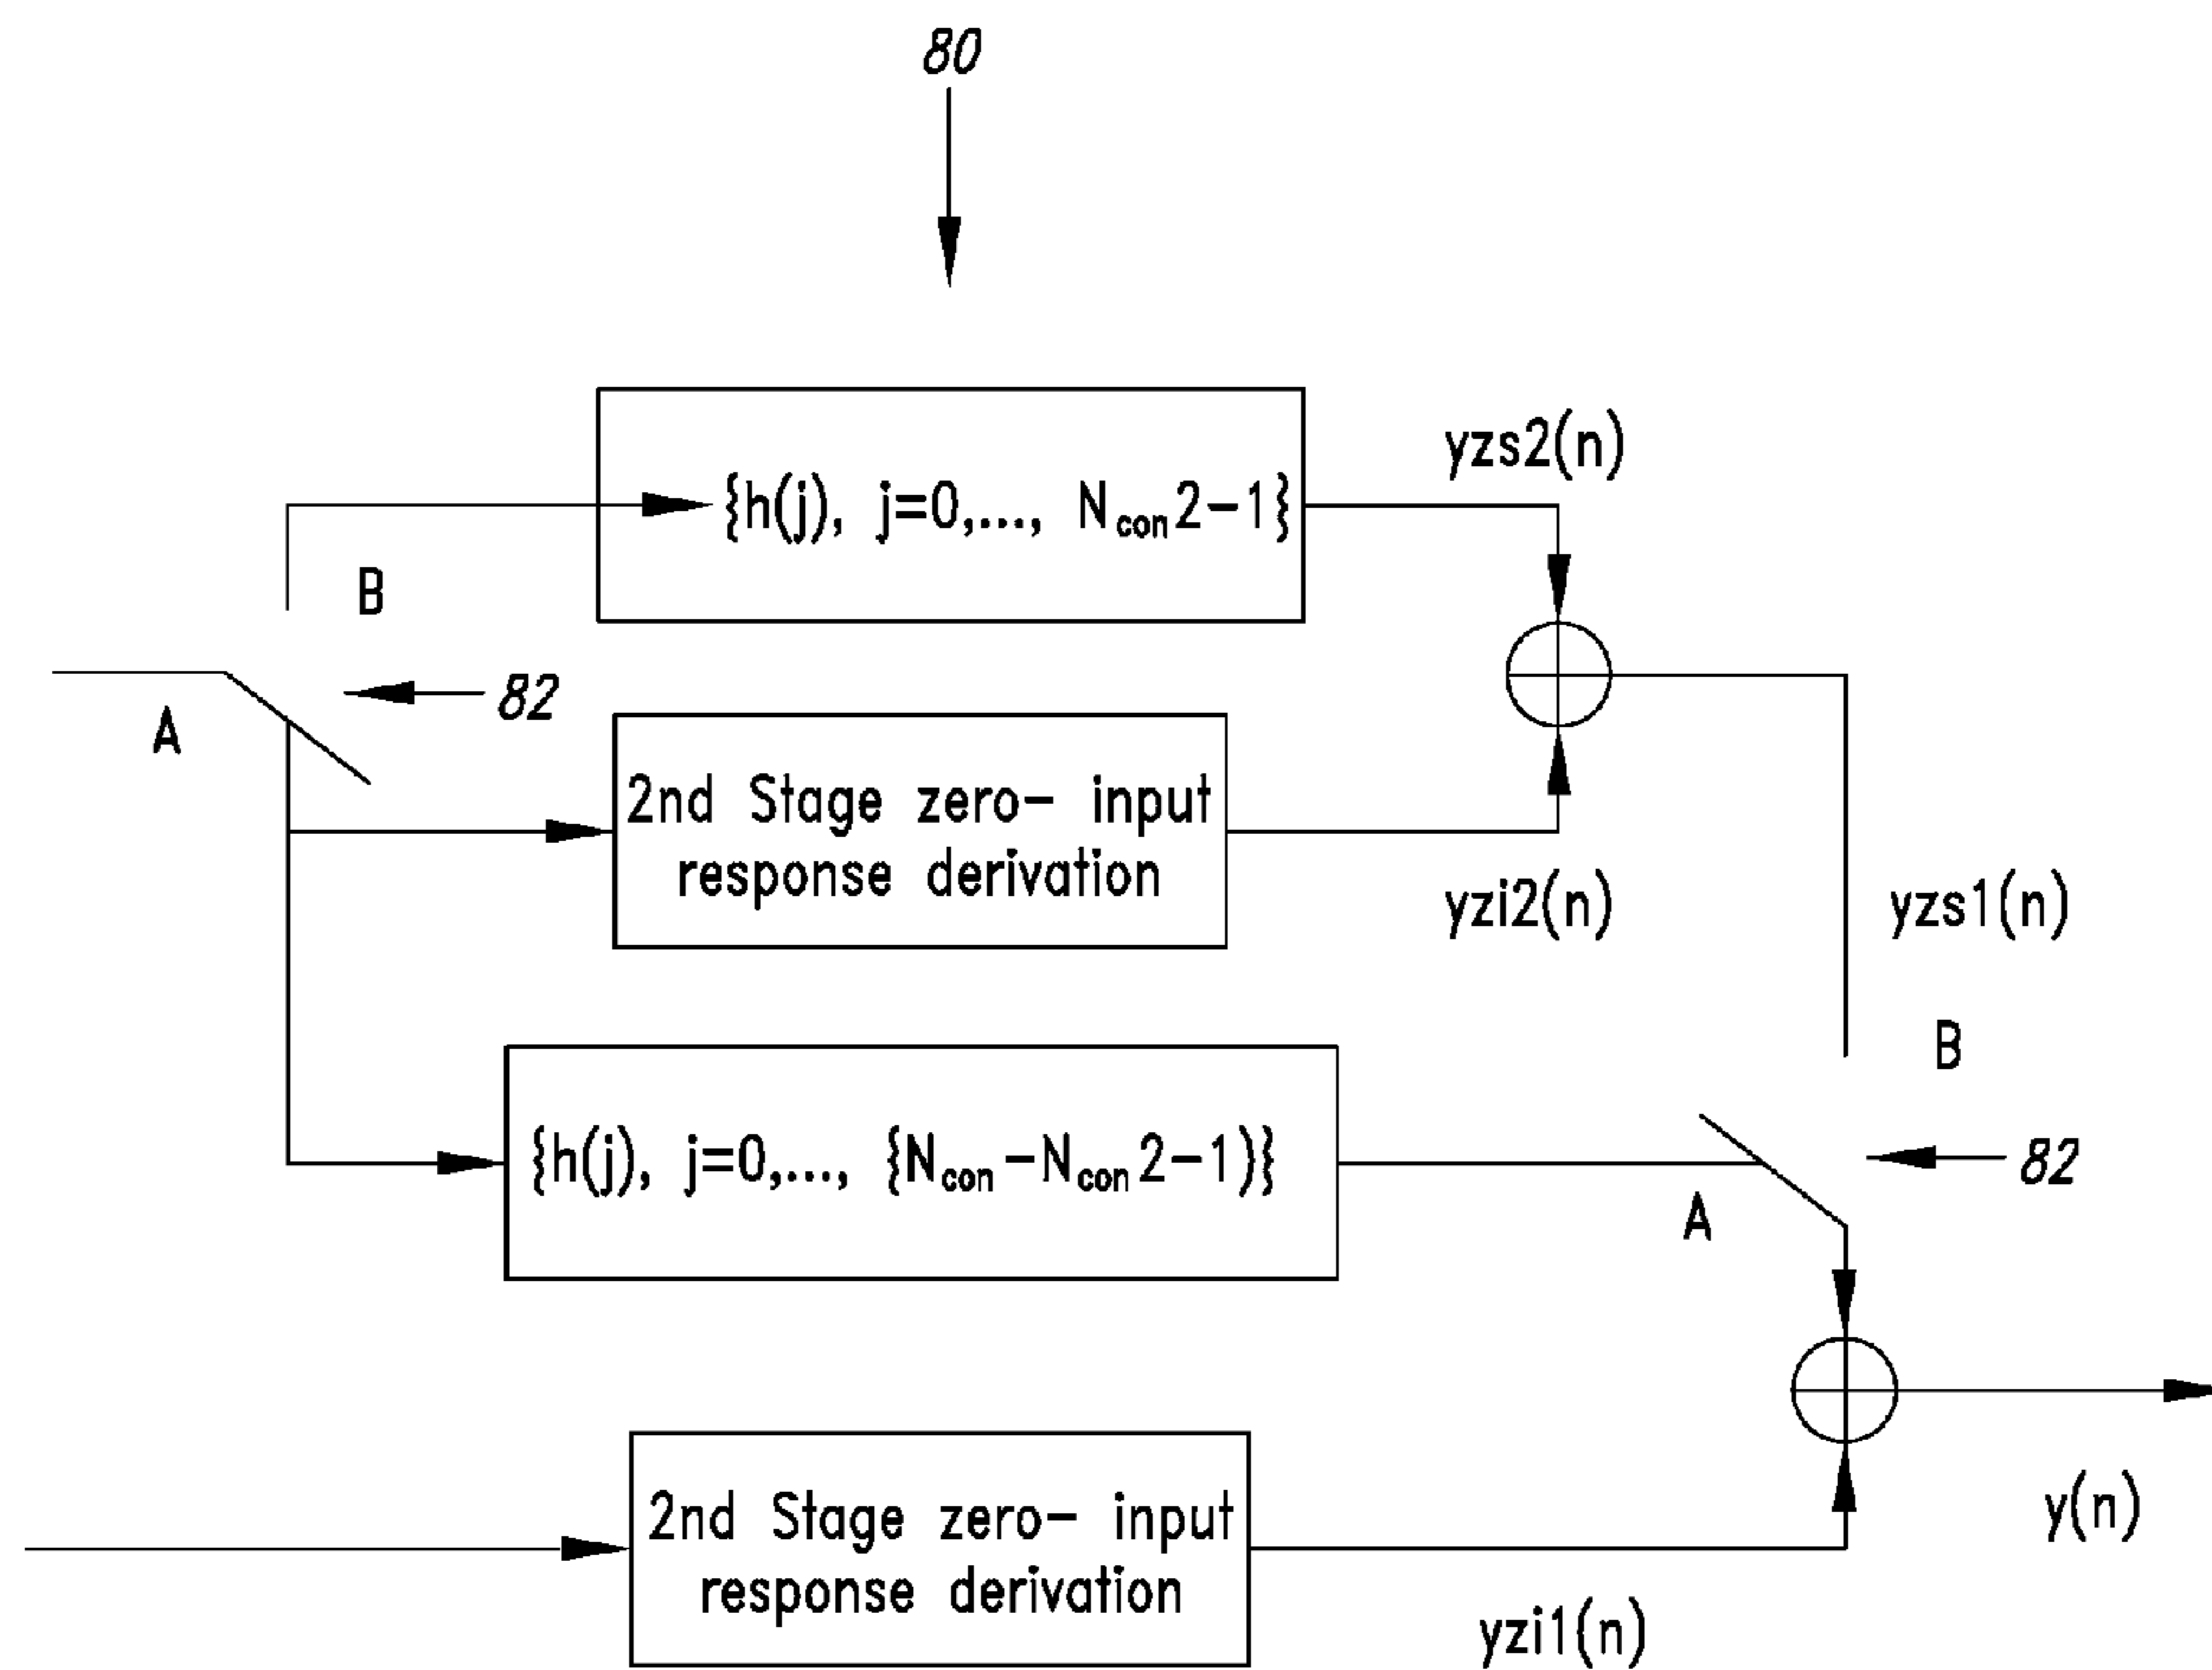 80
yzs2(n)
{h(j), j=0,..., Ncon2-1}
B
82
A
2nd Stage zero- input
response derivation
yzi2(n)
yzs1(n)
B
{h(j), j=0,..., {Ncon-Ncon2-1)}
82
A
2nd Stage zero- input
response derivation
y(n)
yzi1(n)